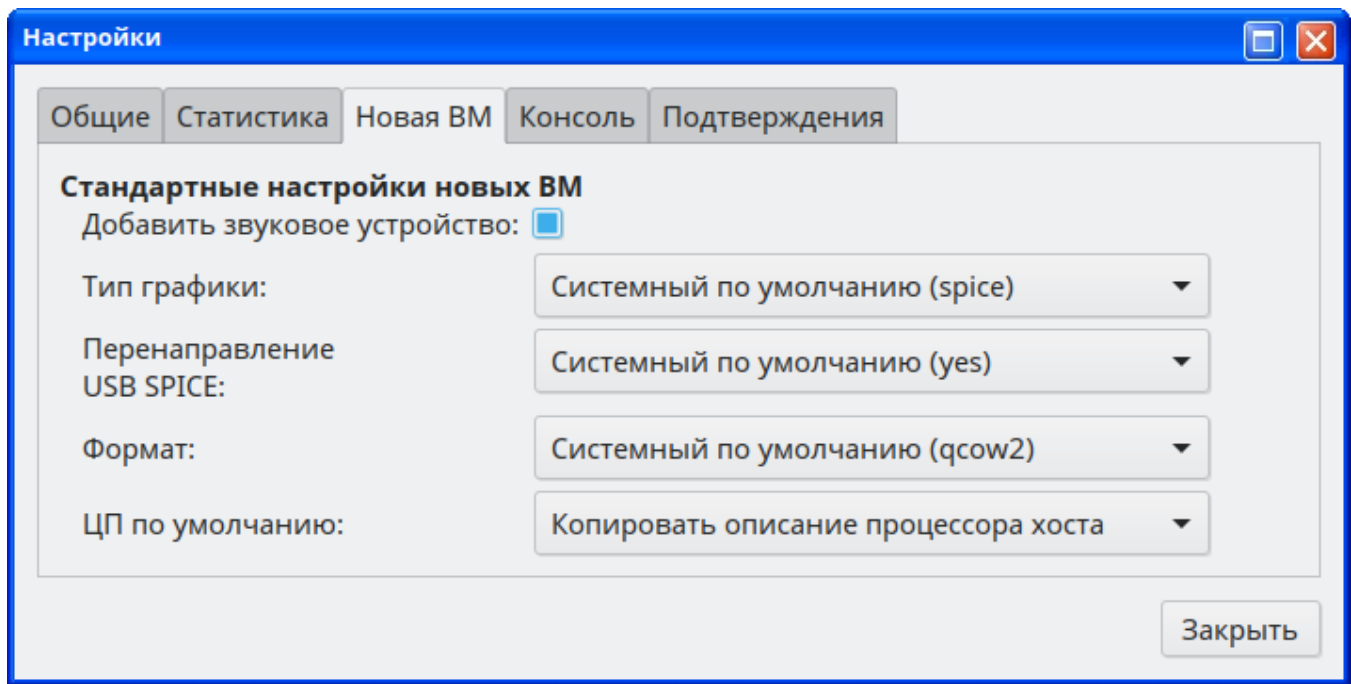 Настройки
Общие Статистика Новая ВМ Консоль Подтверждения
Стандартные настройки новых ВМ
Добавить звуковое устройство:
Тип графики: Системный по умолчанию (spice)
Перенаправление
USB SPICE: Системный по умолчанию (yes)
Формат: Системный по умолчанию (qcow2)
ЦП по умолчанию: Копировать описание процессора хоста
Закрыть